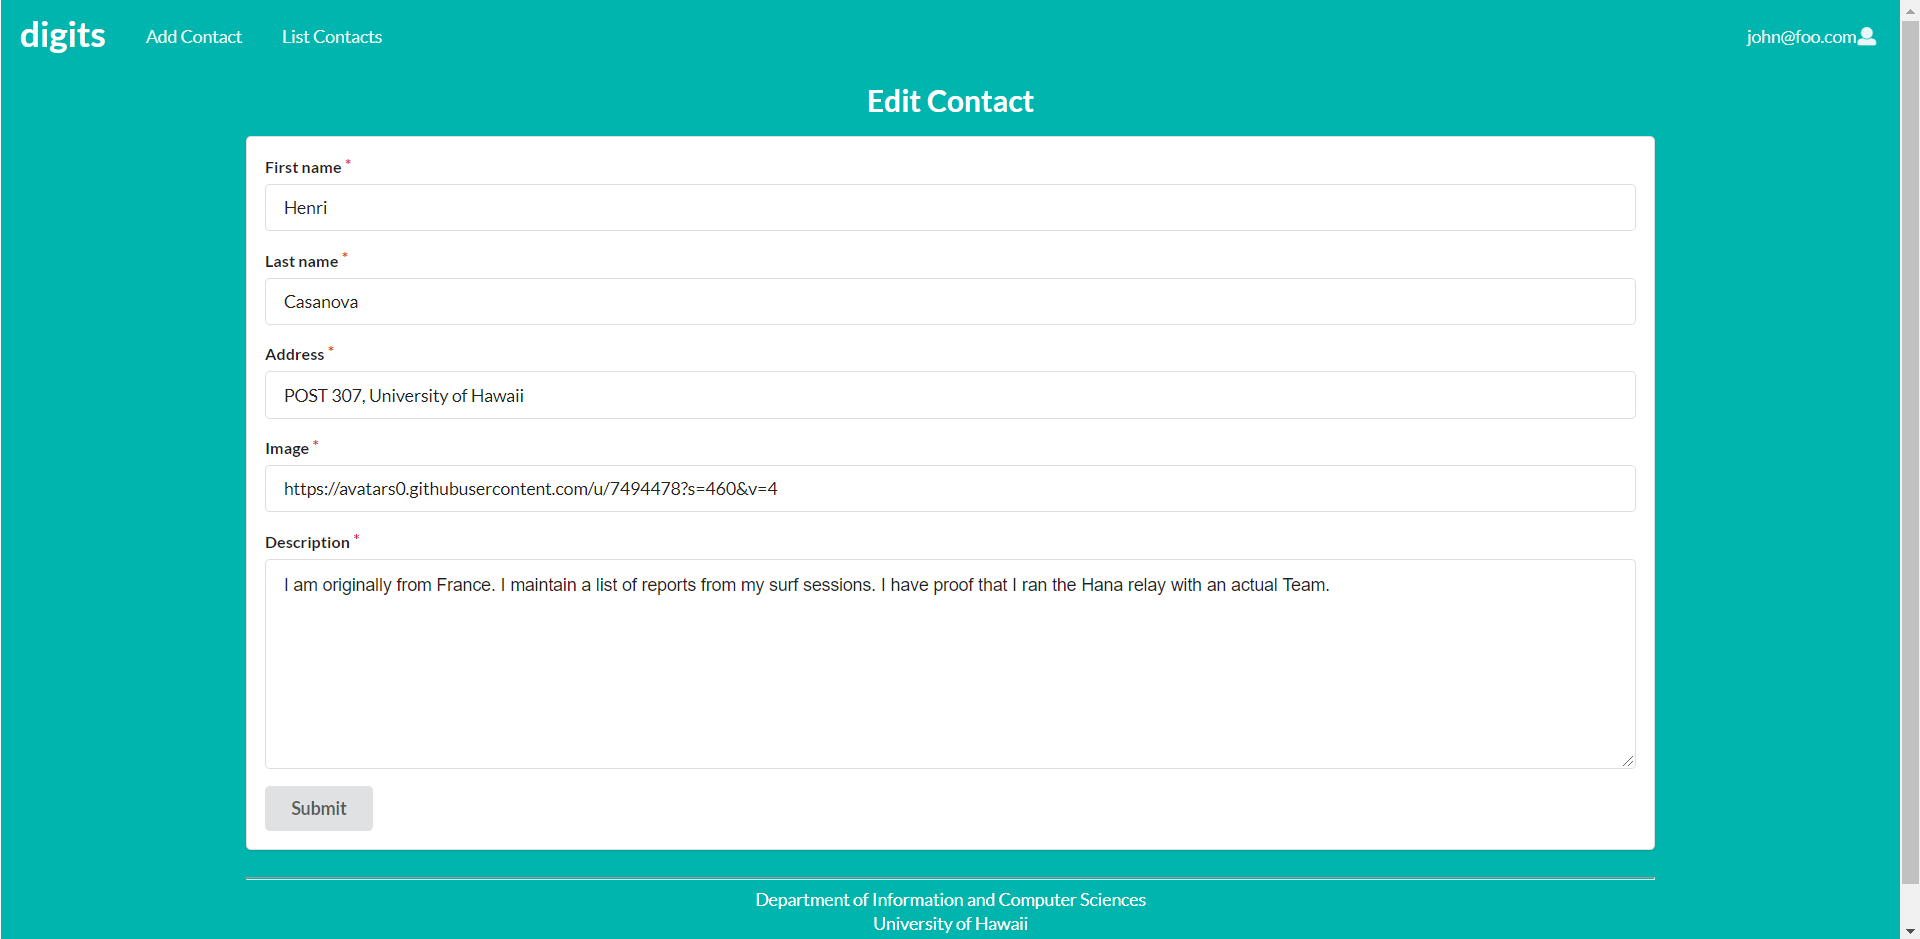 digits Add Contact List Contacts john@foo.com
Edit Contact
First name *
Henri
Last name *
Casanova
Address *
POST 307, University of Hawaii
Image *
https://avatars0.githubusercontent.com/u/7494478?s=460&v=4
Description *
I am originally from France. I maintain a list of reports from my surf sessions. I have proof that I ran the Hana relay with an actual Team.
Submit
Department of Information and Computer Sciences
University of Hawaii